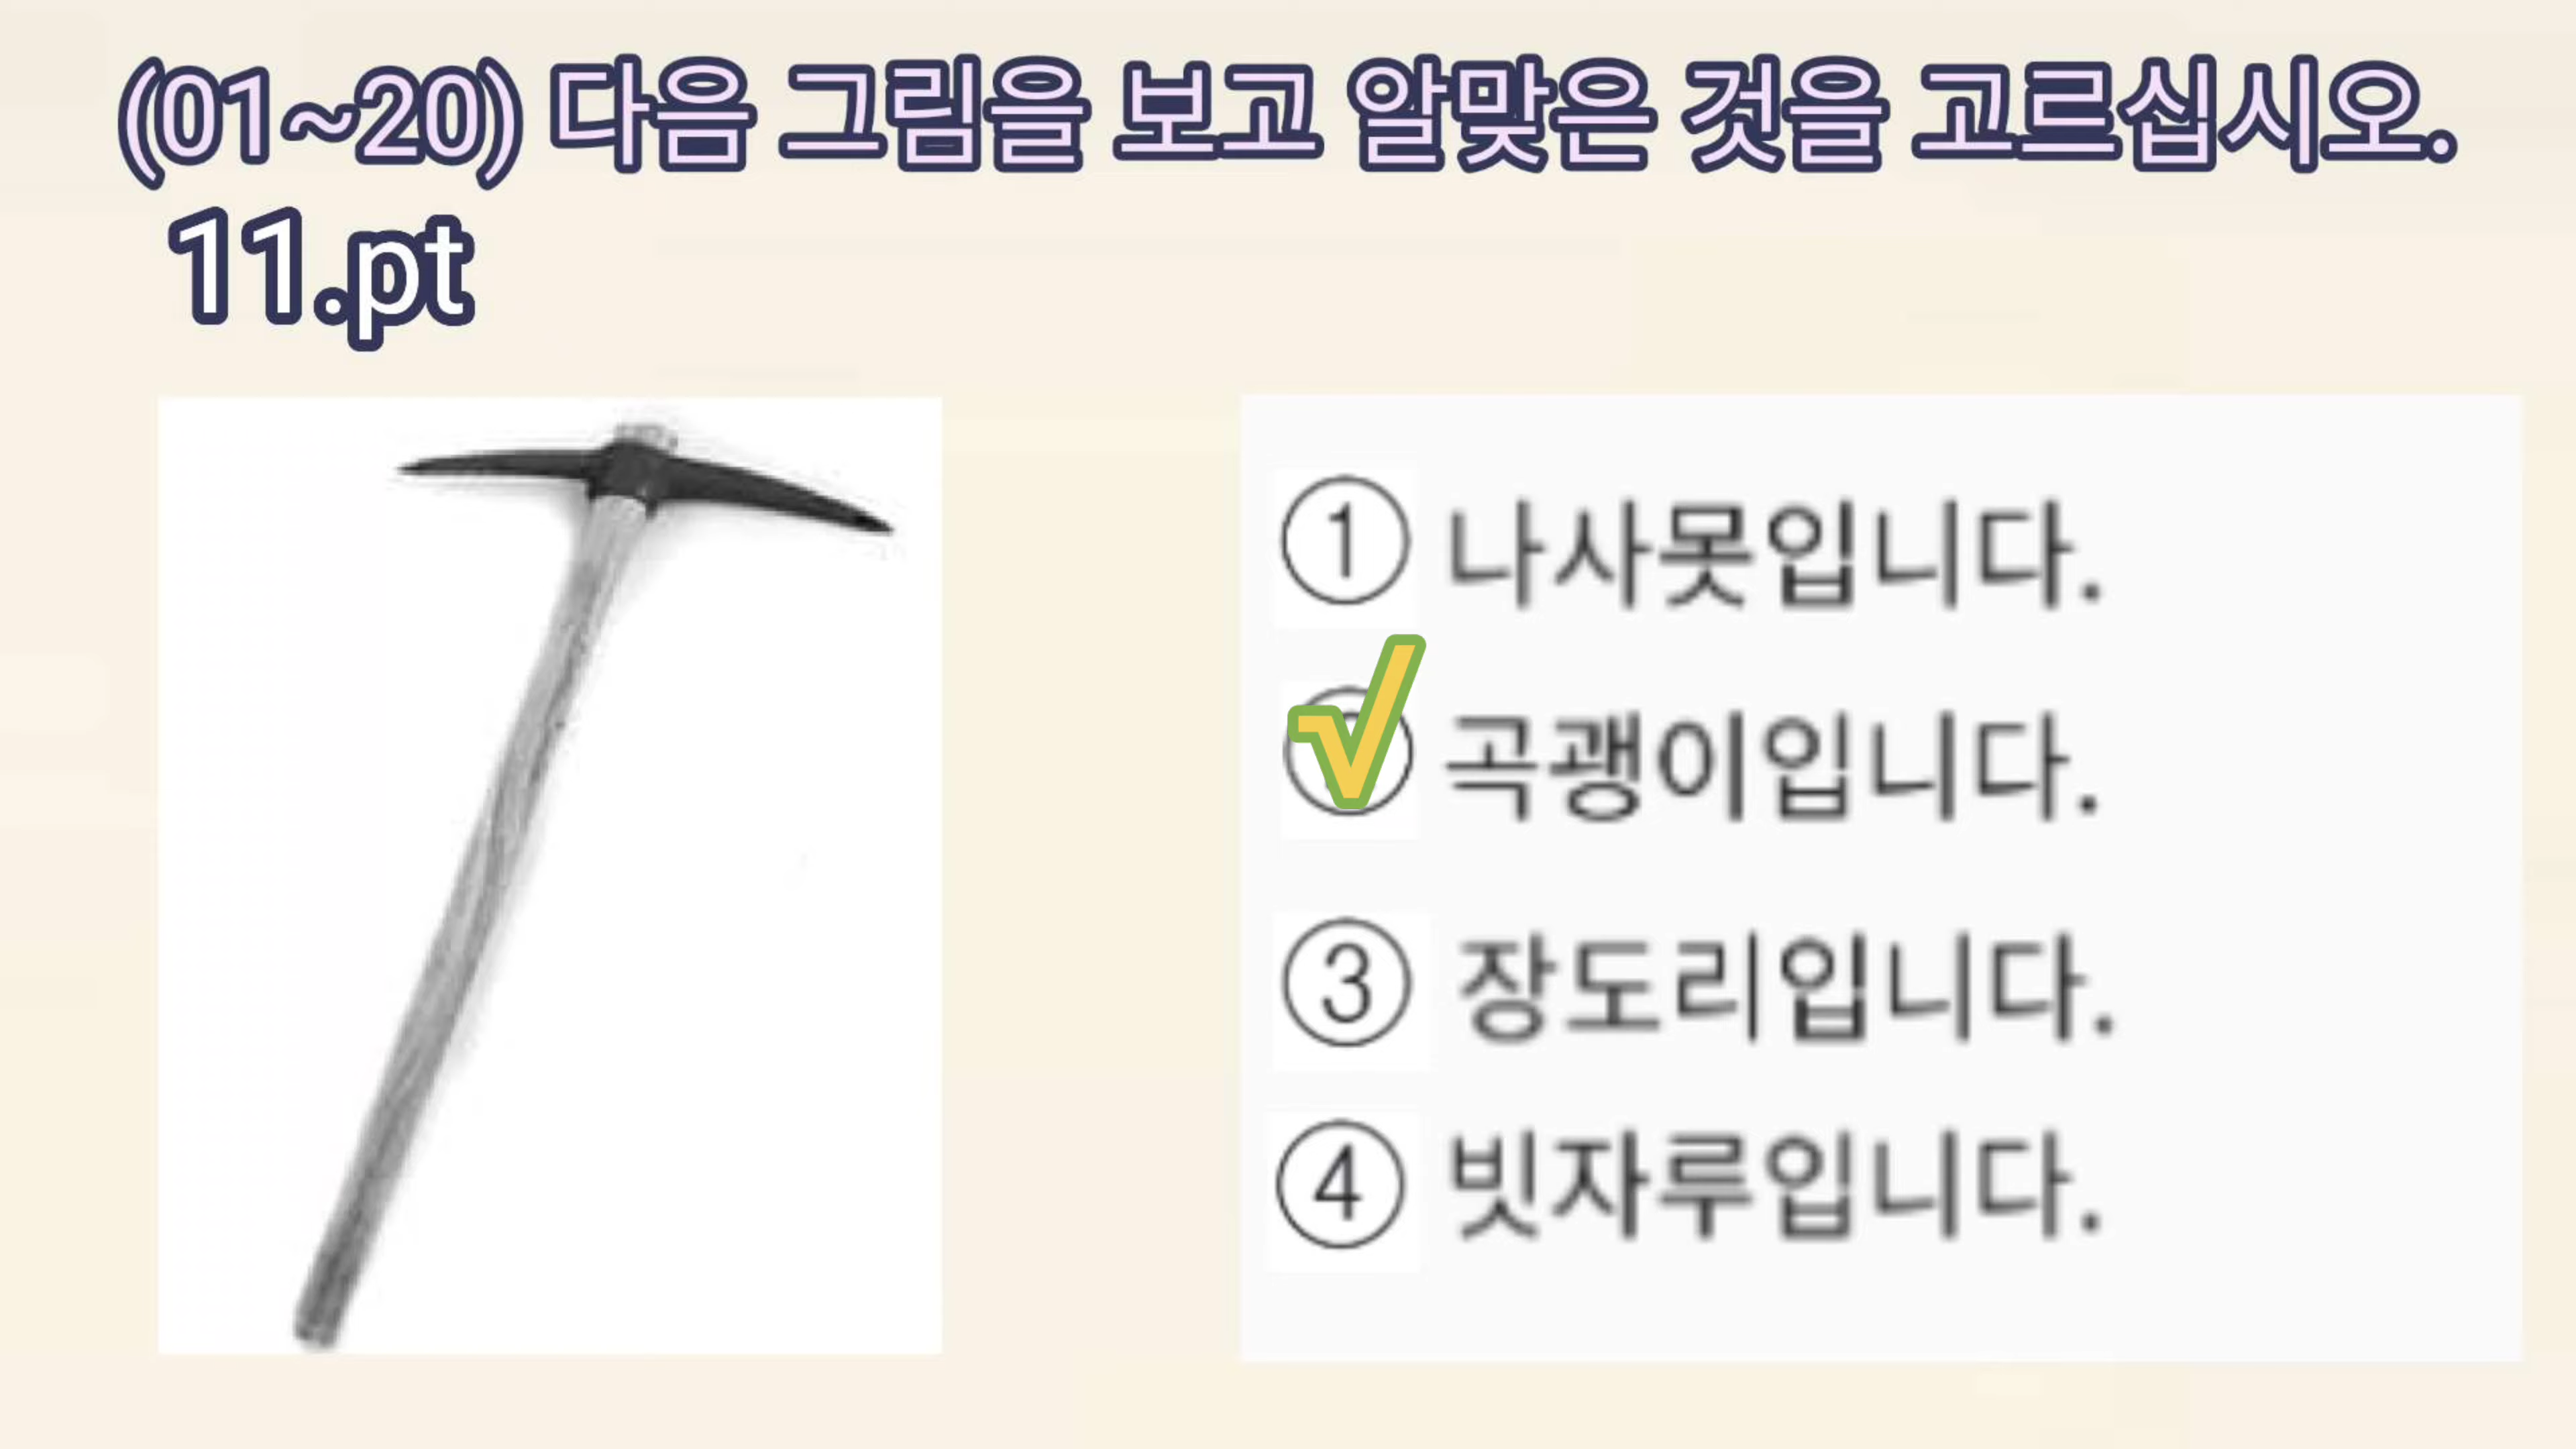 (01~20) 다음 그림을 보고 알맞은 것을 고르십시오.
11.pt
① 나사못입니다.
√ 곡괭이입니다.
③ 장도리입니다.
④ 빗자루입니다.